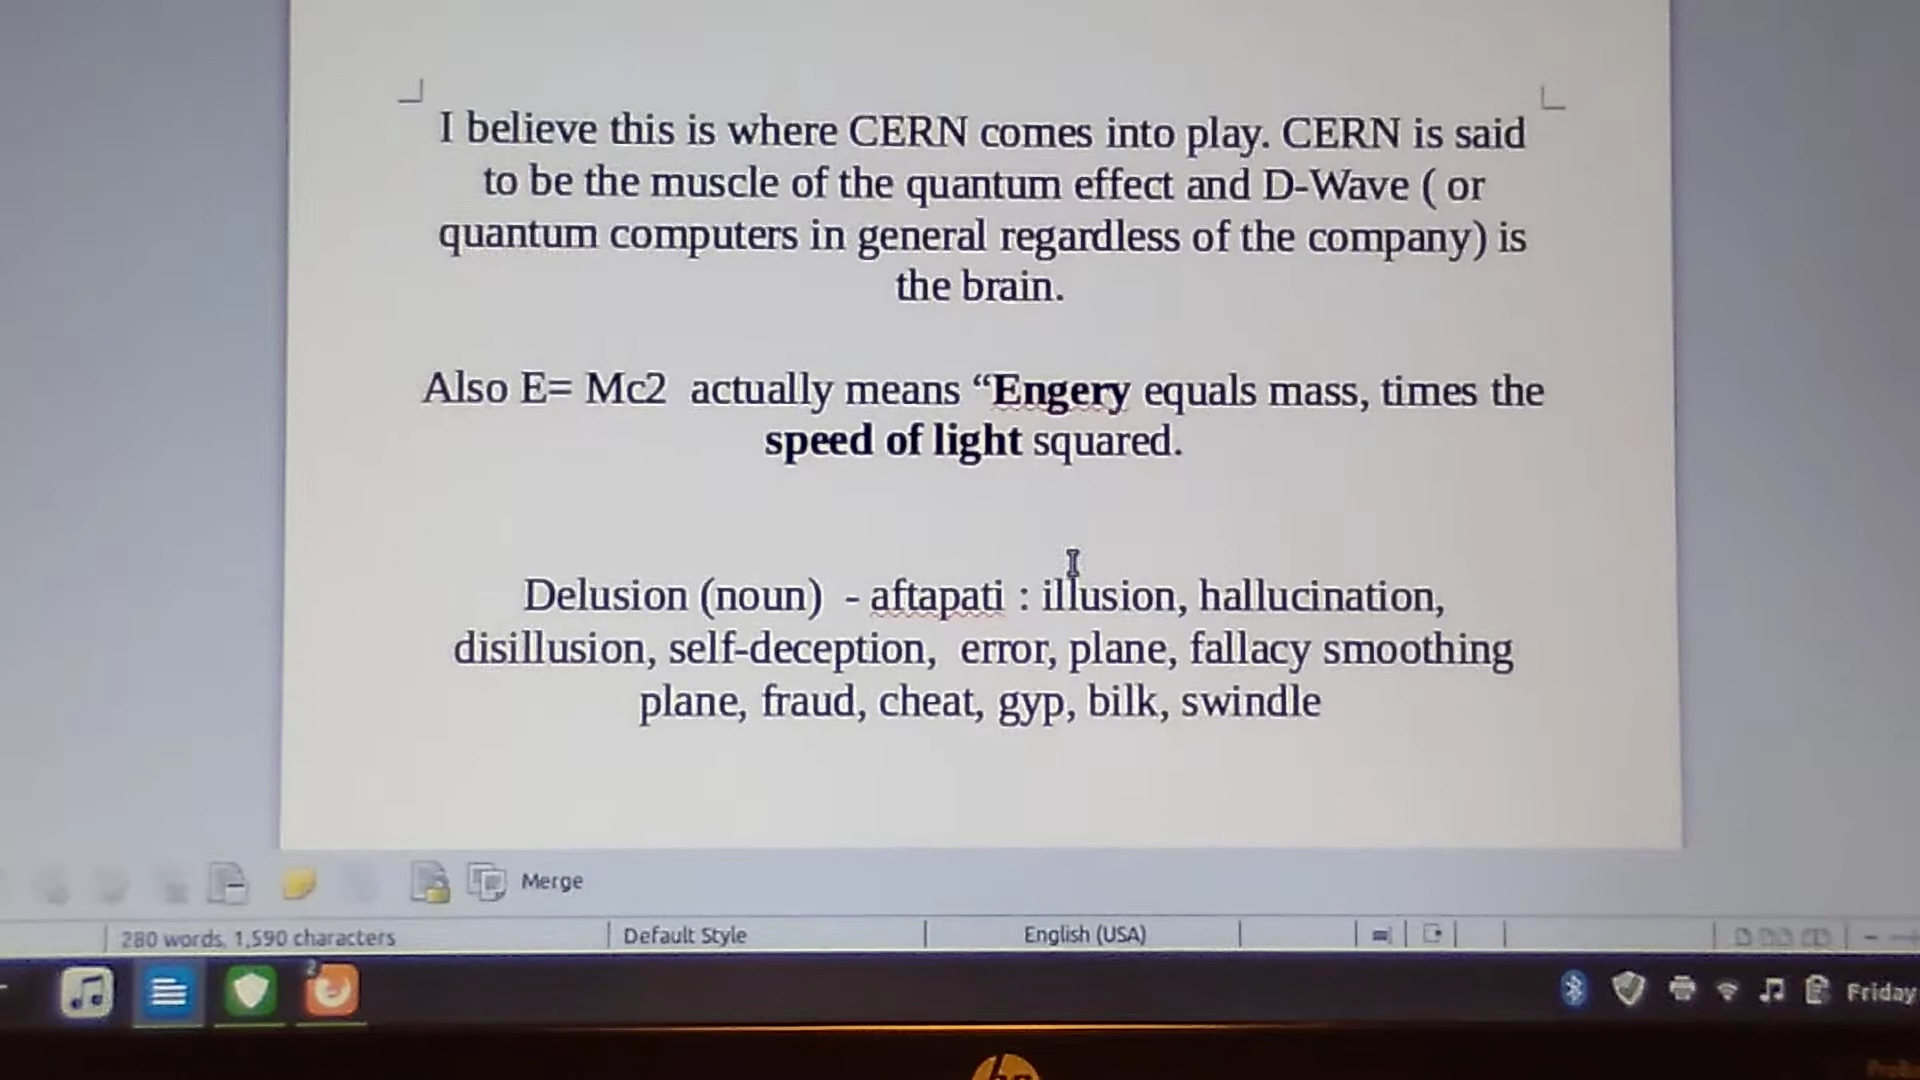 I believe this is where CERN comes into play. CERN is said
to be the muscle of the quantum effect and D-Wave ( or
quantum computers in general regardless of the company) is
the brain.
Also E= Mc2 actually means “Engery equals mass, times the
speed of light squared.
Delusion (noun) - aftapati : illusion, hallucination,
disillusion, self-deception, error, plane, fallacy smoothing
plane, fraud, cheat, gyp, bilk, swindle
Merge
280 words, 1,590 characters
Default Style
English (USA)
2
Friday
hp